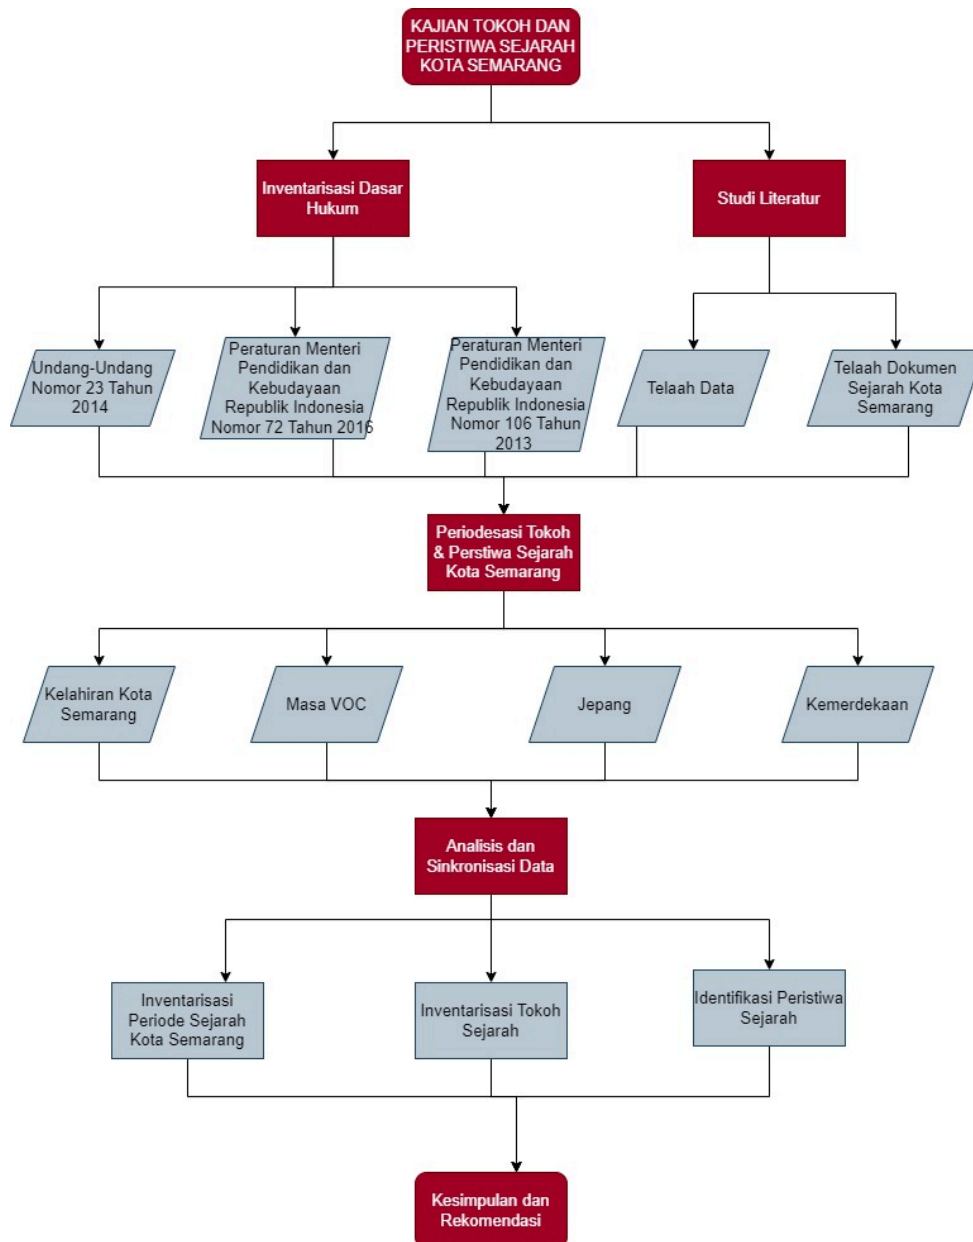 KAJIAN TOKOH DAN
PERISTIWA SEJARAH
KOTA SEMARANG
Inventarisasi Dasar
Hukum
Studi Literatur
Undang-Undang
Nomor 23 Tahun
2014
Peraturan Menteri
Pendidikan dan
Kebudayaan
Republik Indonesia
Nomor 72 Tahun 2016
Peraturan Menteri
Pendidikan dan
Kebudayaan
Republik Indonesia
Nomor 106 Tahun
2013
Telaah Data
Telaah Dokumen
Sejarah Kota
Semarang
Periodesasi Tokoh
& Perstiwa Sejarah
Kota Semarang
Kelahiran Kota
Semarang
Masa VOC
Jepang
Kemerdekaan
Analisis dan
Sinkronisasi Data
Inventarisasi
Periode Sejarah
Kota Semarang
Inventarisasi Tokoh
Sejarah
Identifikasi Peristiwa
Sejarah
Kesimpulan dan
Rekomendasi